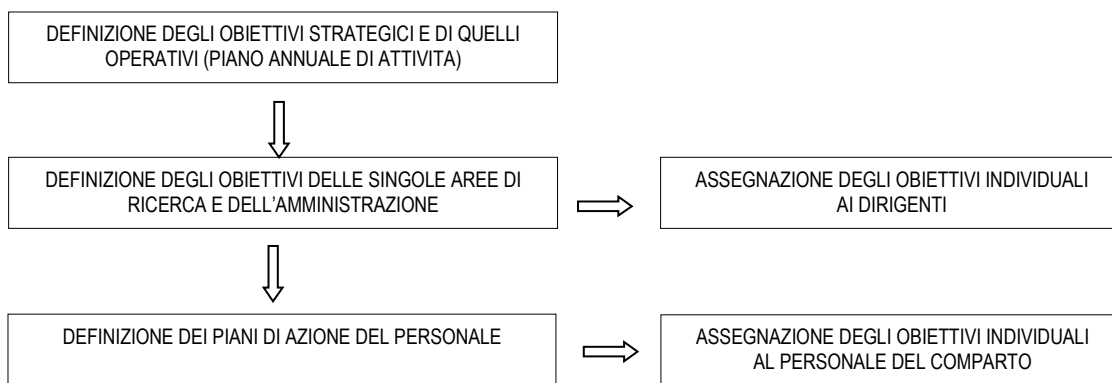 DEFINIZIONE DEGLI OBIETTIVI STRATEGICI E DI QUELLI
OPERATIVI (PIANO ANNUALE DI ATTIVITA)
DEFINIZIONE DEGLI OBIETTIVI DELLE SINGOLE AREE DI
RICERCA E DELL’AMMINISTRAZIONE
ASSEGNAZIONE DEGLI OBIETTIVI INDIVIDUALI
AI DIRIGENTI
DEFINIZIONE DEI PIANI DI AZIONE DEL PERSONALE
ASSEGNAZIONE DEGLI OBIETTIVI INDIVIDUALI
AL PERSONALE DEL COMPARTO